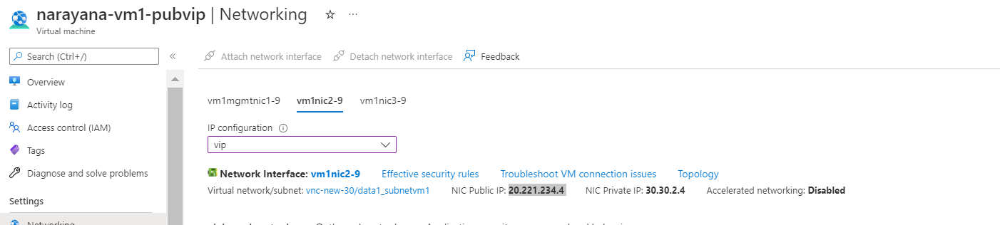 narayana-vm1-pubvip | Networking
Virtual machine
Search (Ctrl+/)
Attach network interface Detach network interface Feedback
Overview
Activity log
Access control (IAM)
Tags
Diagnose and solve problems
Settings
Networking
vm1mgmtnic1-9 vm1nic2-9 vm1nic3-9
IP configuration
vip
Network Interface: vm1nic2-9 Effective security rules Troubleshoot VM connection issues Topology
Virtual network/subnet: vnc-new-30/data1_subnetvm1 NIC Public IP: 20.221.234.4 NIC Private IP: 30.30.2.4 Accelerated networking: Disabled